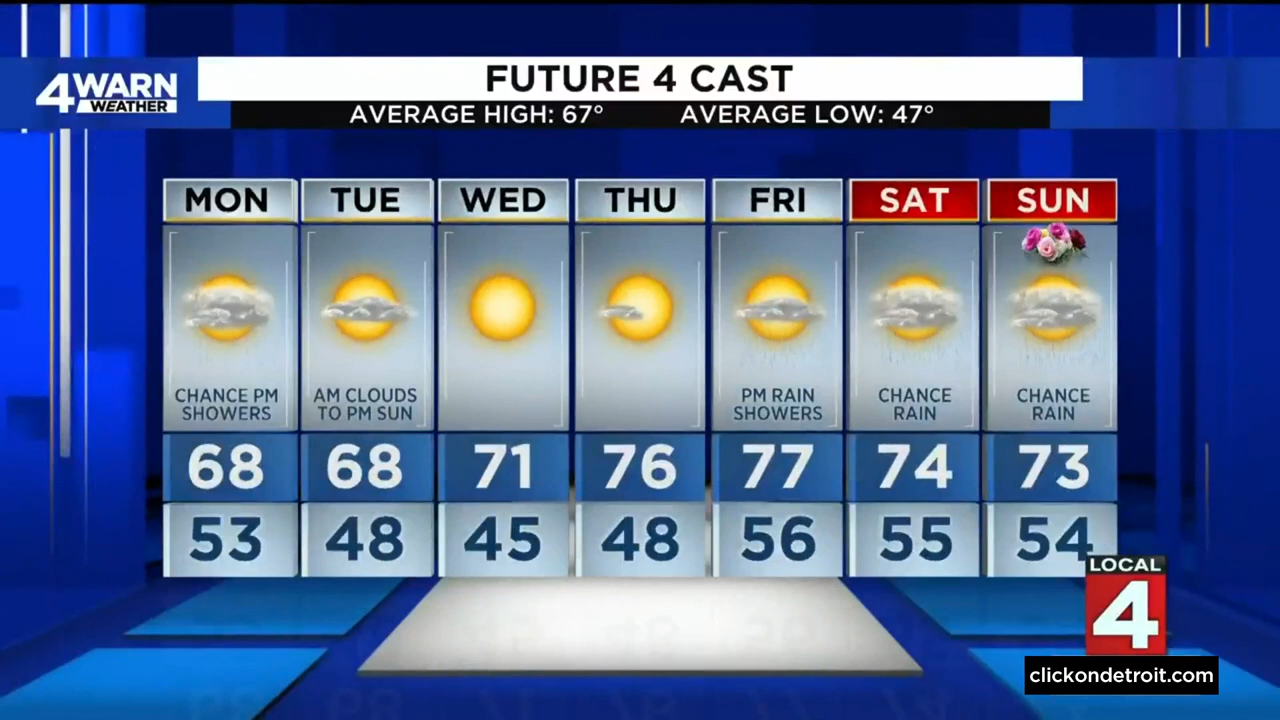 4WARN
WEATHER
FUTURE 4 CAST
AVERAGE HIGH: 67° AVERAGE LOW: 47°
MON TUE WED THU FRI SAT SUN
CHANCE PM
SHOWERS
AM CLOUDS
TO PM SUN
PM RAIN
SHOWERS
CHANCE
RAIN
CHANCE
RAIN
68 68 71 76 77 74 73
53 48 45 48 56 55 54
LOCAL
4
clickondetroit.com